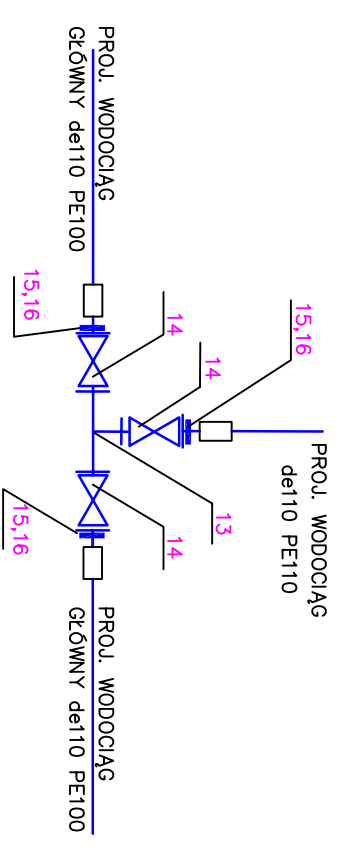 PROJ. WODOCIĄG
GŁÓWNY de110 PE100
15,16
14
14
15,16
PROJ. WODOCIĄG
de110 PE110
13
14
15,16
PROJ. WODOCIĄG
GŁÓWNY de110 PE100